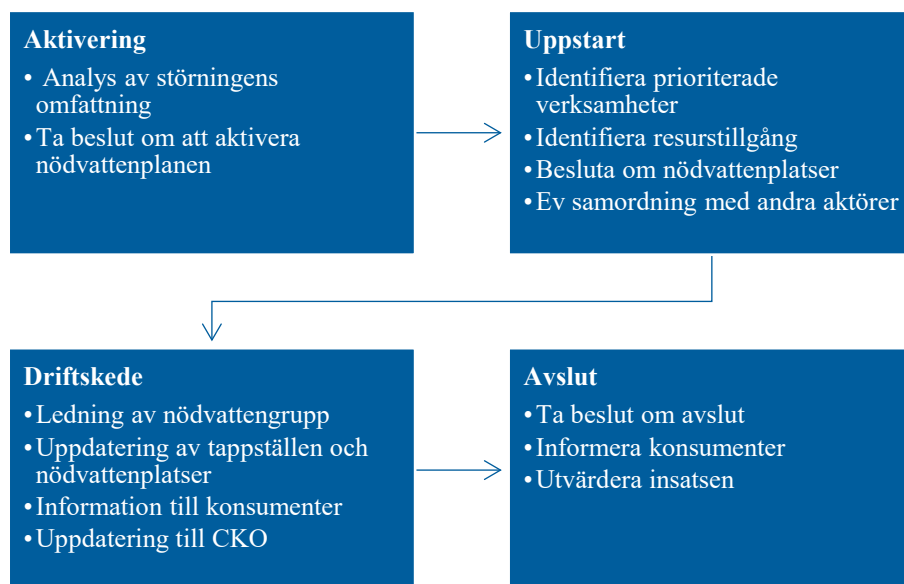 Aktivering
• Analys av störningens
omfattning
• Ta beslut om att aktivera
nödvattenplanen
Uppstart
• Identifiera prioriterade
verksamheter
• Identifiera resurstillgång
• Besluta om nödvattenplatser
• Ev samordning med andra aktörer
Driftskede
• Ledning av nödvattengrupp
• Uppdatering av tappställen och
nödvattenplatser
• Information till konsumenter
• Uppdatering till CKO
Avslut
• Ta beslut om avslut
• Informera konsumenter
• Utvärdera insatsen